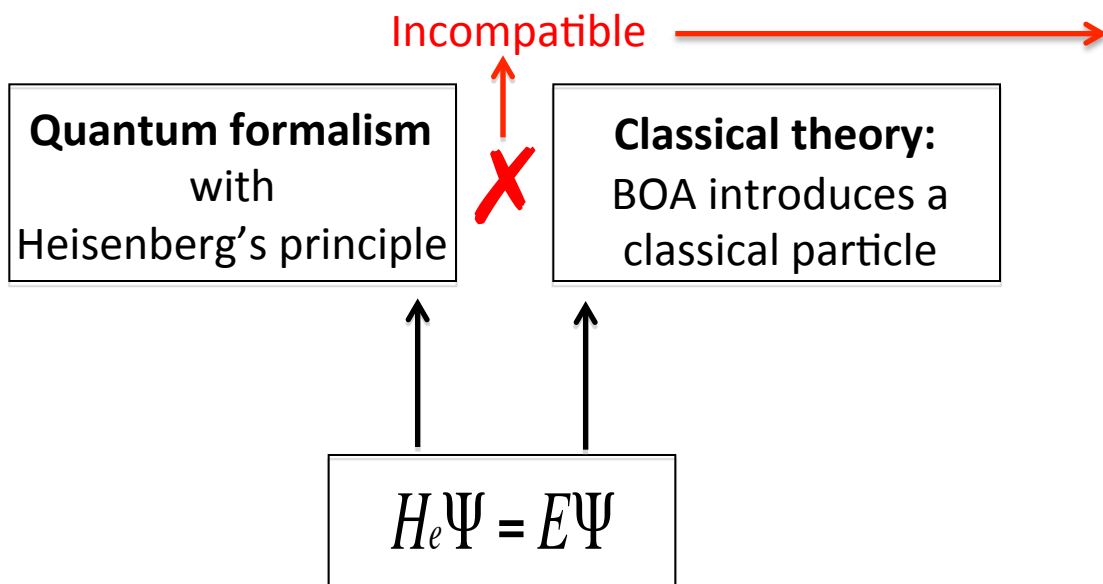 Incompatible
Quantum formalism
with
Heisenberg’s principle
Classical theory:
BOA introduces a
classical particle
HₑΨ = EΨ